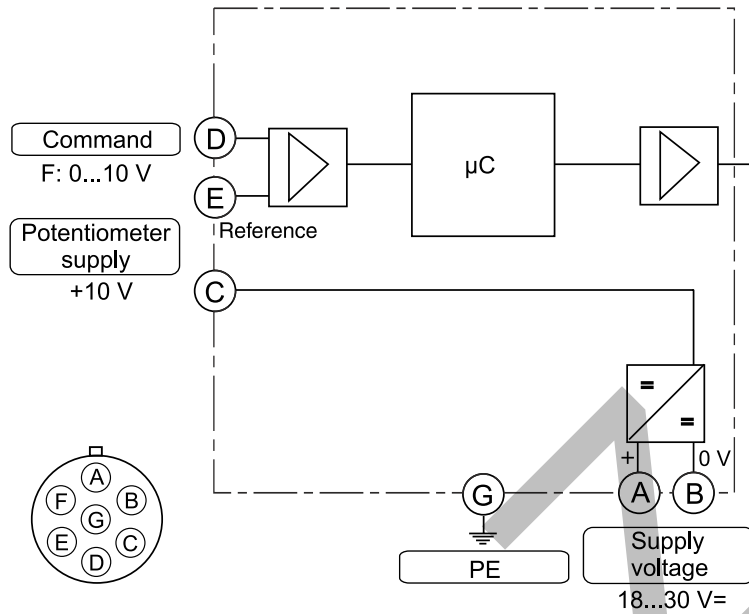 Command
F: 0...10 V
D
E
Reference
µC
Potentiometer
supply
+10 V
C
=
=
+
0 V
G
A
B
PE
Supply
voltage
18...30 V=
A
F
B
G
E
C
D